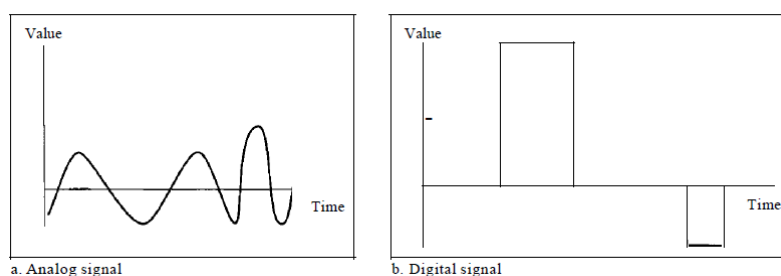 Value
Time
a. Analog signal
Value
Time
b. Digital signal